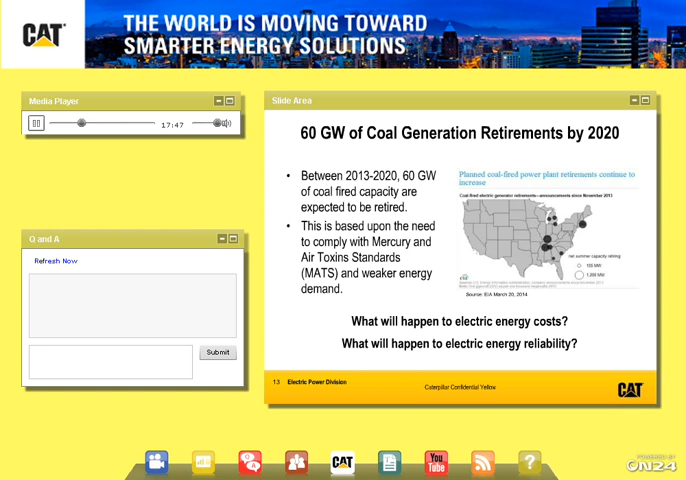 CAT
THE WORLD IS MOVING TOWARD
SMARTER ENERGY SOLUTIONS
Media Player
17:47
Q and A
Refresh Now
Submit
Slide Area
60 GW of Coal Generation Retirements by 2020
• Between 2013-2020, 60 GW
of coal fired capacity are
expected to be retired.
• This is based upon the need
to comply with Mercury and
Air Toxins Standards
(MATS) and weaker energy
demand.
Planned coal-fired power plant retirements continue to
increase
Coal-fired electric generator retirements—announcements since November 2013
net summer capacity retiring
100 MW
1,200 MW
Source: EIA March 20, 2014
What will happen to electric energy costs?
What will happen to electric energy reliability?
13 Electric Power Division
Caterpillar Confidential Yellow
CAT
Q
A
CAT
You
Tube
?
POWERED BY
ON24